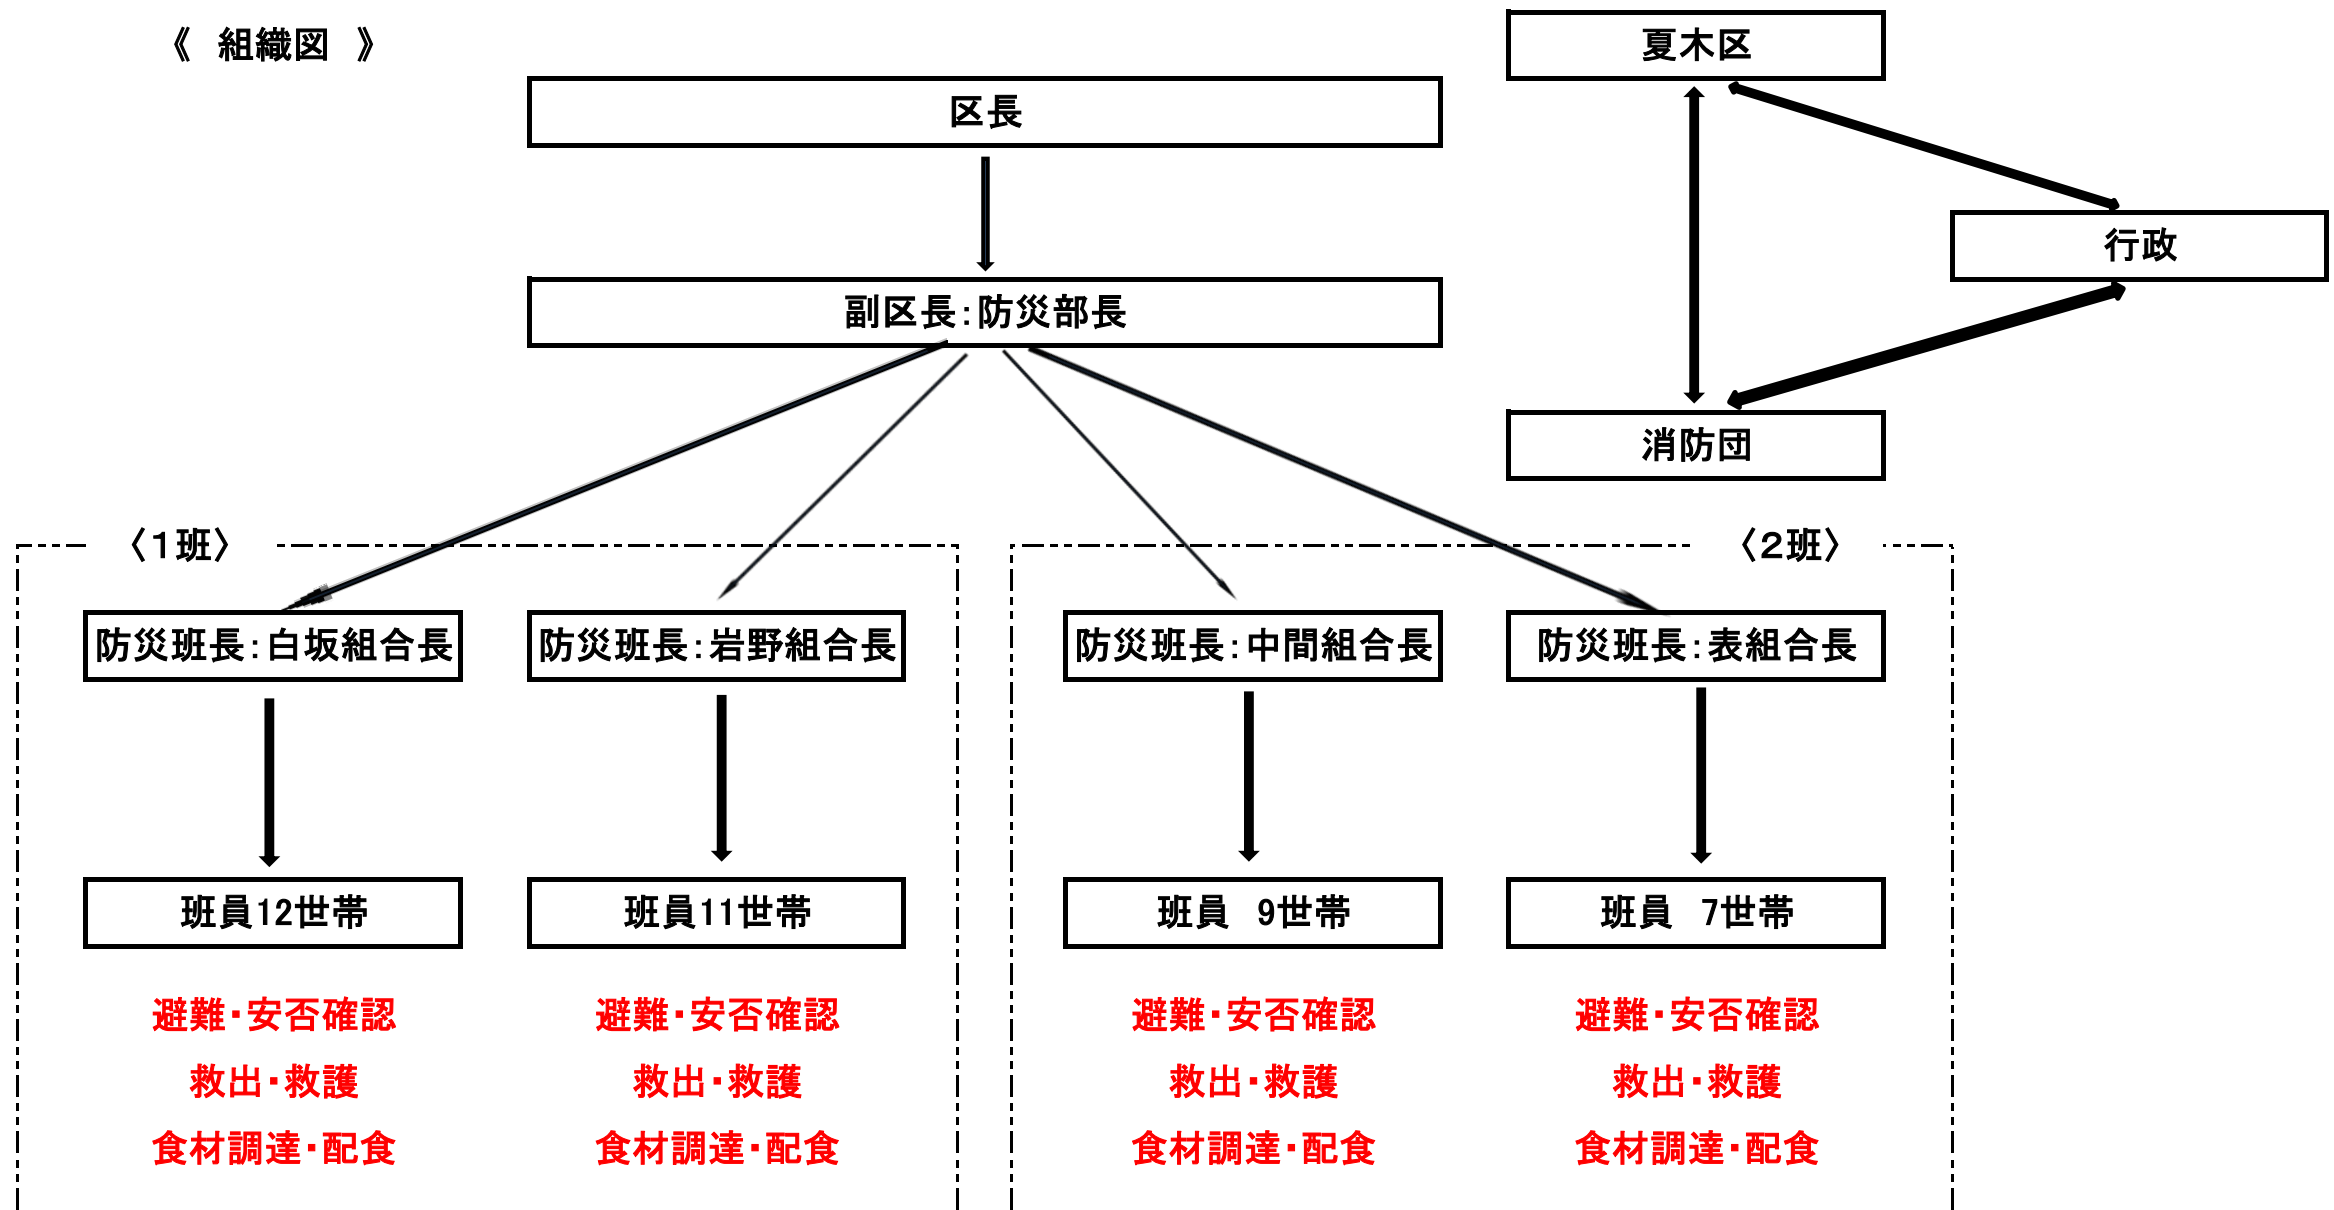 《　組織図　》
夏木区
区長
行政
副区長：防災部長
消防団
〈１班〉
〈２班〉
防災班長：白坂組合長
防災班長：岩野組合長
防災班長：中間組合長
防災班長：表組合長
班員12世帯
班員11世帯
班員　9世帯
班員　7世帯
避難・安否確認
避難・安否確認
避難・安否確認
避難・安否確認
救出・救護
救出・救護
救出・救護
救出・救護
食材調達・配食
食材調達・配食
食材調達・配食
食材調達・配食